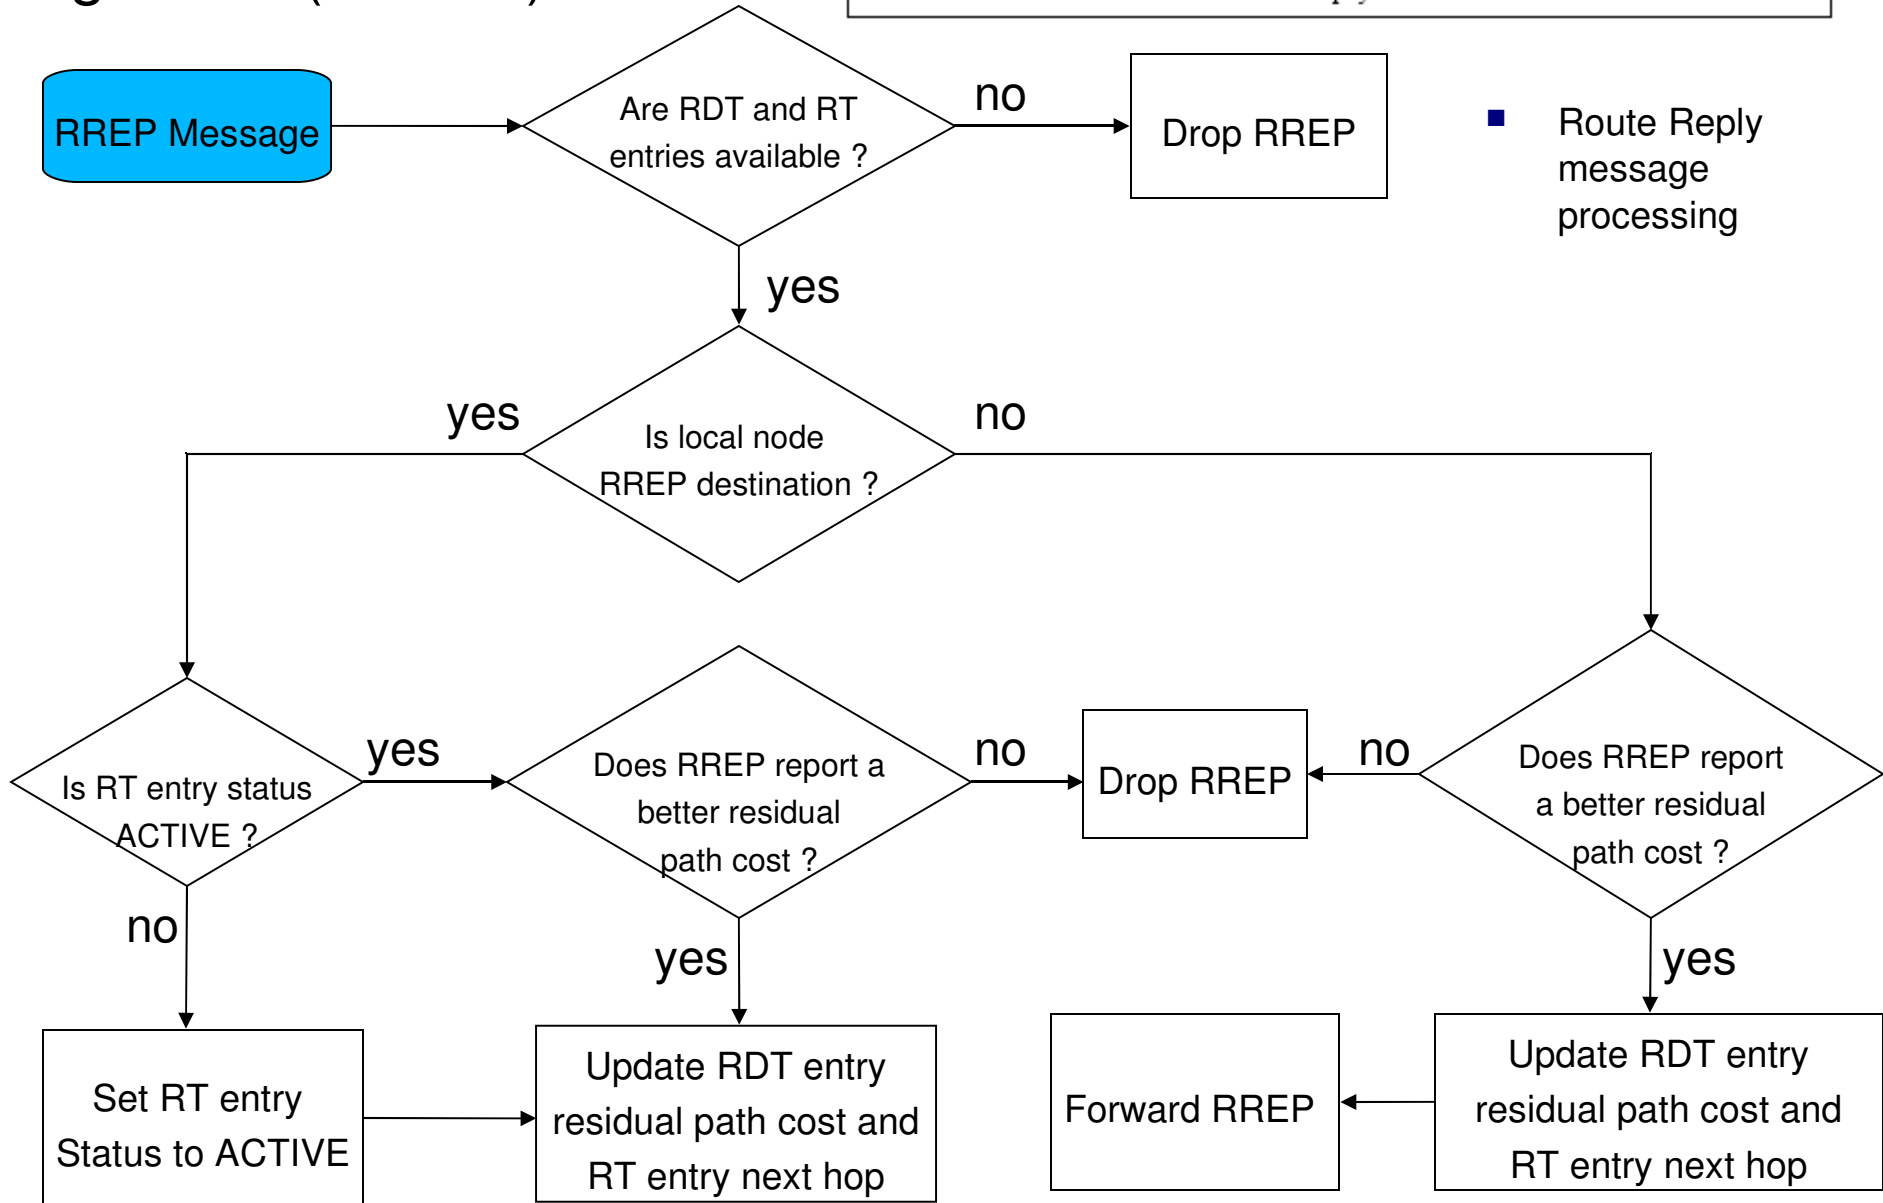 RREP Message
Are RDT and RT
entries available ?
no
Drop RREP
Route Reply
message
processing
yes
yes
Is local node
RREP destination ?
no
Is RT entry status
ACTIVE ?
yes
Does RREP report a
better residual
path cost ?
no
Drop RREP
no
Does RREP report
a better residual
path cost ?
no
yes
yes
Set RT entry
Status to ACTIVE
Update RDT entry
residual path cost and
RT entry next hop
Forward RREP
Update RDT entry
residual path cost and
RT entry next hop